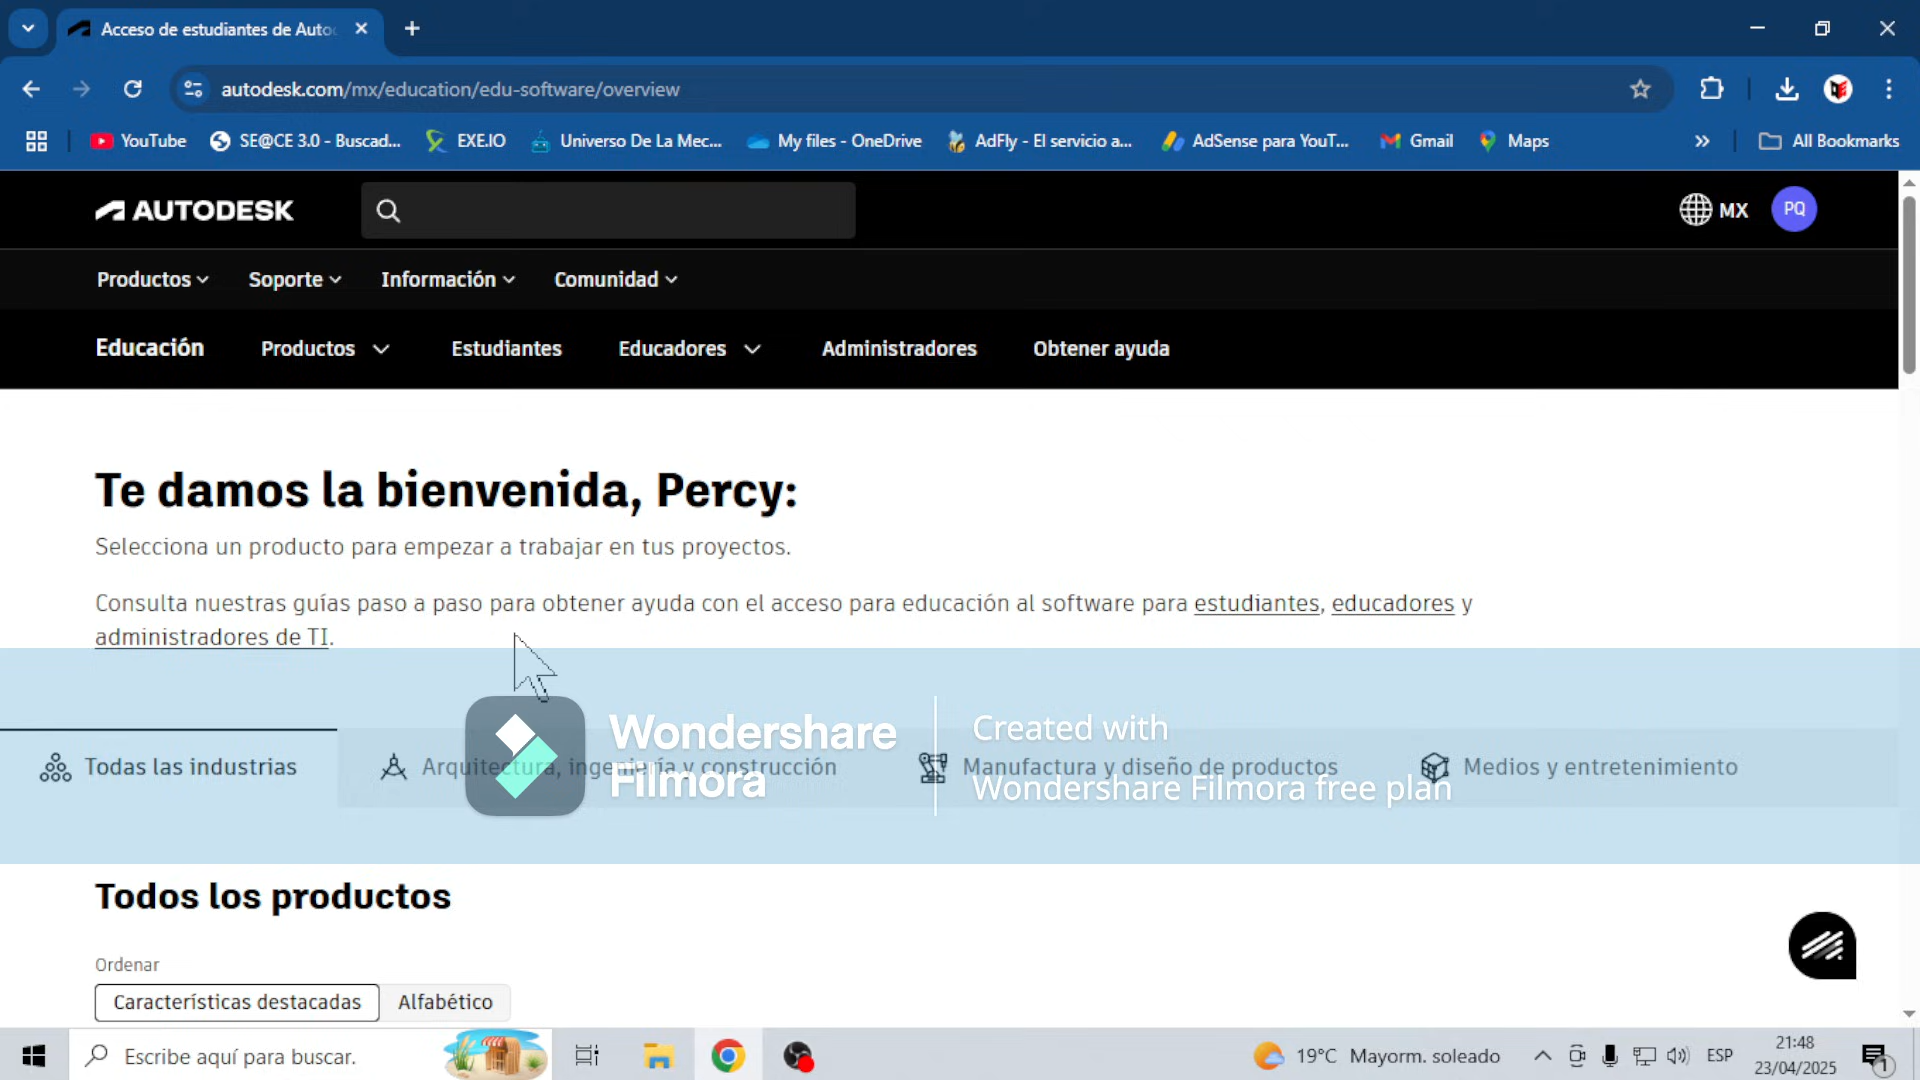 Acceso de estudiantes de Auto
autodesk.com/mx/education/edu-software/overview
YouTube
SE@CE 3.0 - Buscad...
EXE.IO
Universo De La Mec...
My files - OneDrive
AdFly - El servicio a...
AdSense para YouT...
Gmail
Maps
All Bookmarks
AUTODESK
MX
PQ
Productos
Soporte
Información
Comunidad
Educación
Productos
Estudiantes
Educadores
Administradores
Obtener ayuda
Te damos la bienvenida, Percy:
Selecciona un producto para empezar a trabajar en tus proyectos.
Consulta nuestras guías paso a paso para obtener ayuda con el acceso para educación al software para estudiantes, educadores y
administradores de TI.
Todas las industrias
Arquitectura, ingeniería y construcción
Manufactura y diseño de productos
Medios y entretenimiento
Wondershare
Filmora
Created with
Wondershare Filmora free plan
Todos los productos
Ordenar
Características destacadas
Alfabético
Escribe aquí para buscar.
19°C Mayorm. soleado
ESP
21:48
23/04/2025
1